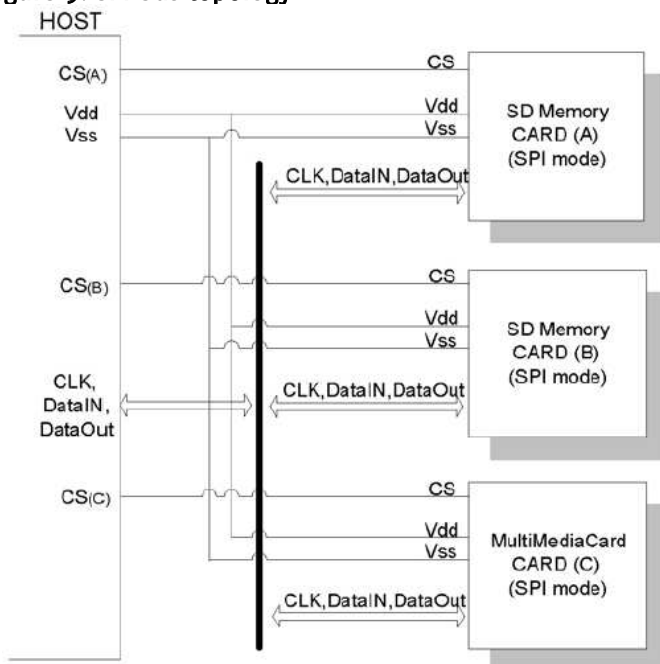 HOST
CS(A)
Vdd
Vss
CS
Vdd
Vss
CLK,DataIN,DataOut
SD Memory
CARD (A)
(SPI mode)
CS(B)
CS
Vdd
Vss
CLK,DataIN,DataOut
SD Memory
CARD (B)
(SPI mode)
CLK,
DataIN,
DataOut
CS(C)
CS
Vdd
Vss
CLK,DataIN,DataOut
MultiMediaCard
CARD (C)
(SPI mode)